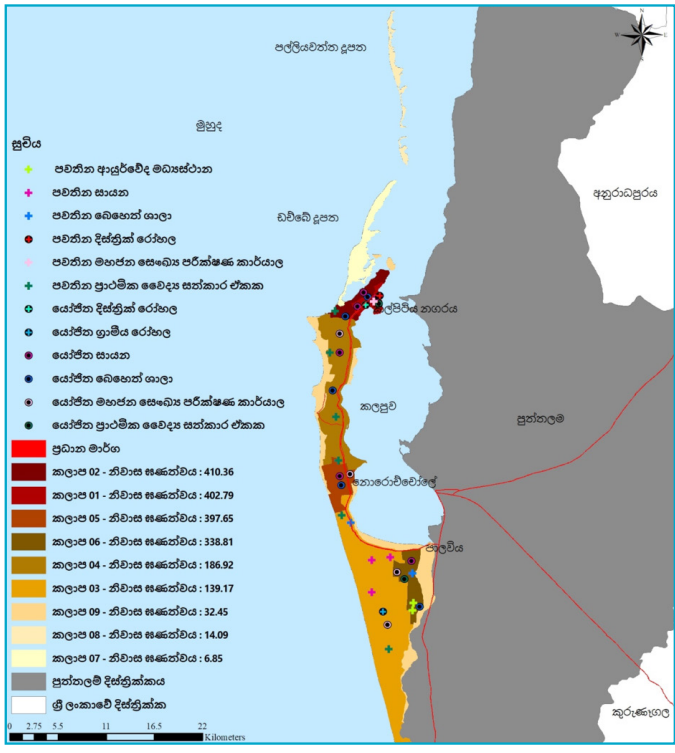 N
W E
S
පල්ලියවත්ත දූපත
මුහුද
අනුරාධපුරය
ඩච්බේ දූපත
කල්පිටිය නගරය
කලපුව
පුත්තලම
නොරොච්චෝලේ
පාලවිය
කුරුණෑගල
සුචිය
පවතින ආයුර්වේද මධ්‍යස්ථාන
පවතින සායන
පවතින බෙහෙත් ශාලා
පවතින දිස්ත්‍රික් රෝහල
පවතින මහජන සෞඛ්‍ය පරීක්ෂණ කාර්යාල
පවතින ප්‍රාථමික වෛද්‍ය සත්කාර ඒකක
යෝජිත දිස්ත්‍රික් රෝහල
යෝජිත ග්‍රාමීය රෝහල
යෝජිත සායන
යෝජිත බෙහෙත් ශාලා
යෝජිත මහජන සෞඛ්‍ය පරීක්ෂණ කාර්යාල
යෝජිත ප්‍රාථමික වෛද්‍ය සත්කාර ඒකක
ප්‍රධාන මාර්ග
කලාප 02 - නිවාස ඝණත්වය : 410.36
කලාප 01 - නිවාස ඝණත්වය : 402.79
කලාප 05 - නිවාස ඝණත්වය : 397.65
කලාප 06 - නිවාස ඝණත්වය : 338.81
කලාප 04 - නිවාස ඝණත්වය : 186.92
කලාප 03 - නිවාස ඝණත්වය : 139.17
කලාප 09 - නිවාස ඝණත්වය : 32.45
කලාප 08 - නිවාස ඝණත්වය : 14.09
කලාප 07 - නිවාස ඝණත්වය : 6.85
පුත්තලම් දිස්ත්‍රික්කය
ශ්‍රී ලංකාවේ දිස්ත්‍රික්ක
0 2.75 5.5 11 16.5 22
Kilometers